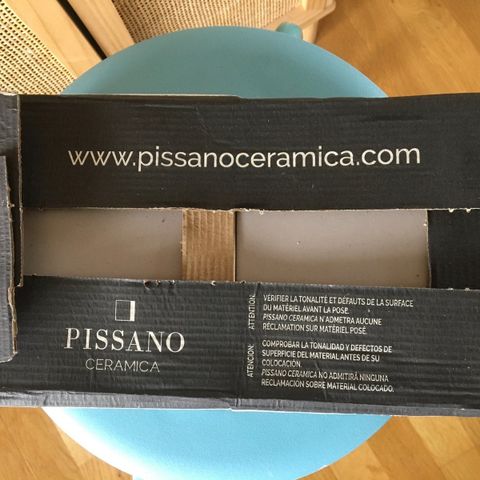 www.pissanoceramica.com
PISSANO
CERAMICA
ATTENTION:
VÉRIFIER LA TONALITÉ ET DÉFAUTS DE LA SURFACE
DU MATÉRIEL AVANT LA POSE.
PISSANO CERAMICA N'ADMETRA AUCUNE
RÉCLAMATION SUR MATÉRIEL POSÉ.
ATENCIÓN:
COMPROBAR LA TONALIDAD Y DEFECTOS DE
SUPERFICIE DEL MATERIAL ANTES DE SU
COLOCACIÓN.
PISSANO CERAMICA NO ADMITIRÁ NINGUNA
RECLAMACIÓN SOBRE MATERIAL COLOCADO.